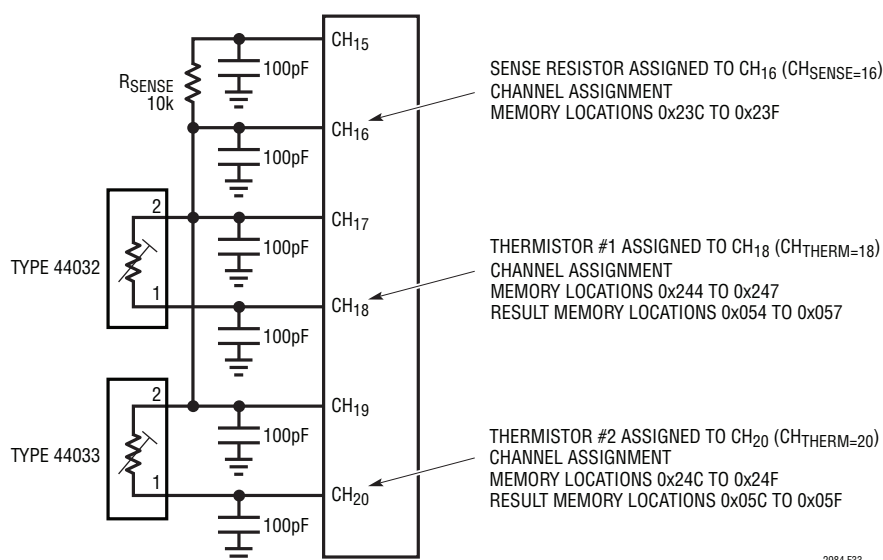 CH15
100pF
RSENSE
10k
CH16
100pF
SENSE RESISTOR ASSIGNED TO CH16 (CHSENSE=16)
CHANNEL ASSIGNMENT
MEMORY LOCATIONS 0x23C TO 0x23F
2
CH17
100pF
TYPE 44032
1
CH18
100pF
THERMISTOR #1 ASSIGNED TO CH18 (CHTHERM=18)
CHANNEL ASSIGNMENT
MEMORY LOCATIONS 0x244 TO 0x247
RESULT MEMORY LOCATIONS 0x054 TO 0x057
2
CH19
100pF
TYPE 44033
1
CH20
100pF
THERMISTOR #2 ASSIGNED TO CH20 (CHTHERM=20)
CHANNEL ASSIGNMENT
MEMORY LOCATIONS 0x24C TO 0x24F
RESULT MEMORY LOCATIONS 0x05C TO 0x05F
2984 F33